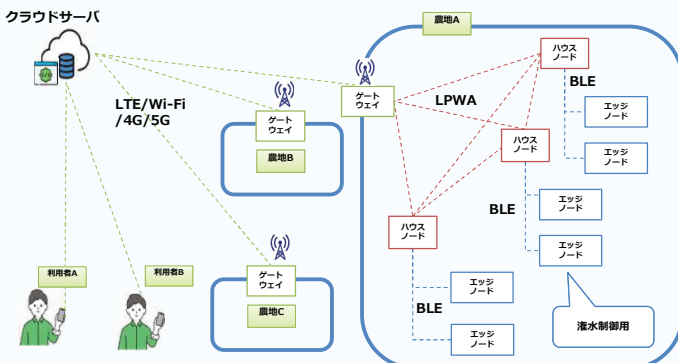 クラウドサーバ
農地A
ハウス
ノード
BLE
エッジ
ノード
エッジ
ノード
ゲート
ウェイ
LPWA
LTE/Wi-Fi
/4G/5G
ゲート
ウェイ
農地B
ハウス
ノード
BLE
エッジ
ノード
エッジ
ノード
ハウス
ノード
BLE
エッジ
ノード
エッジ
ノード
ゲート
ウェイ
農地C
利用者A
利用者B
潅水制御用